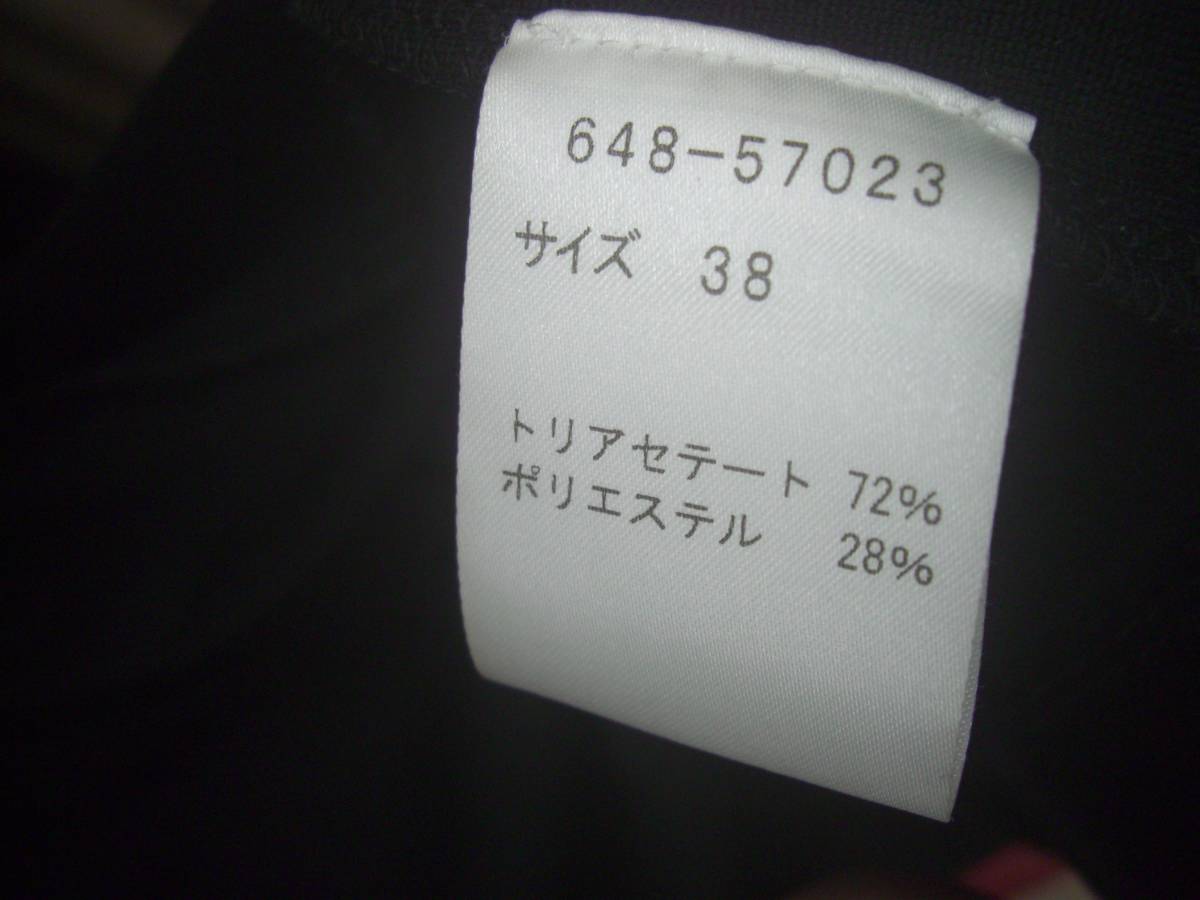 648-57023
サイズ 38
トリアセテート 72%
ポリエステル 28%